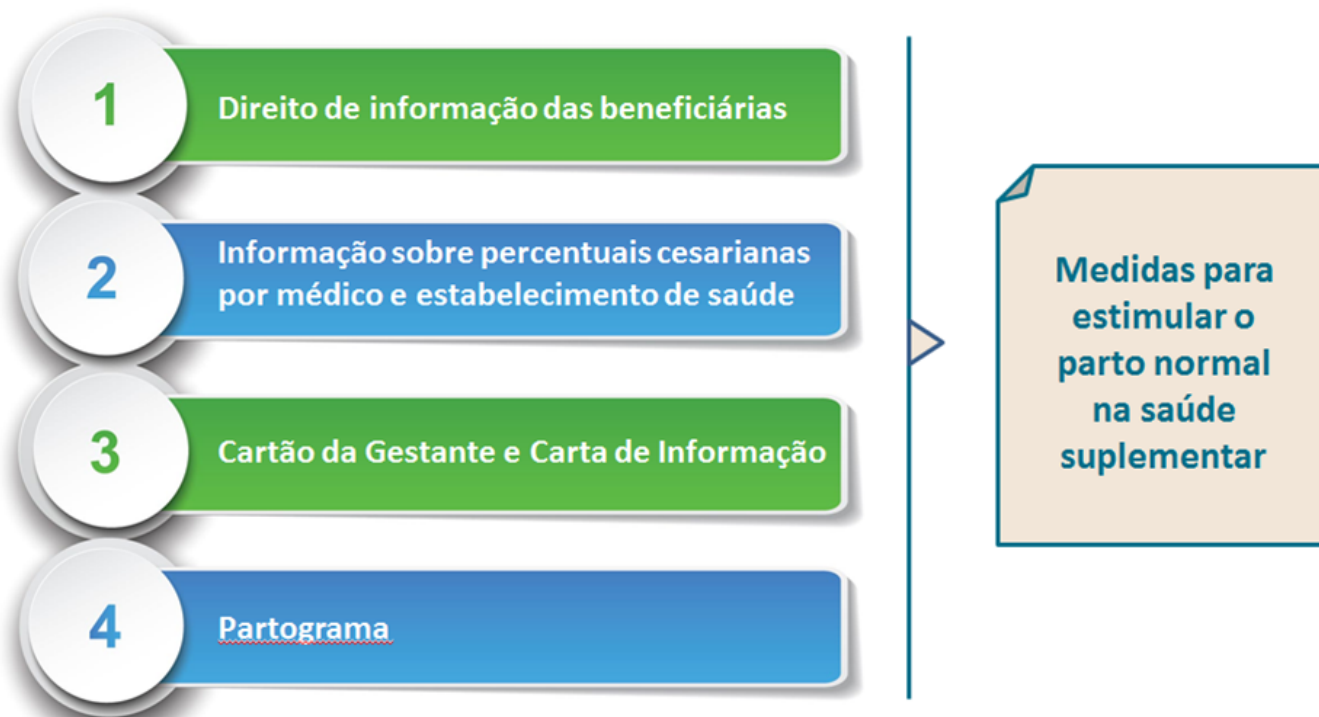 1
Direito de informação das beneficiárias
2
Informação sobre percentuais cesarianas
por médico e estabelecimento de saúde
3
Cartão da Gestante e Carta de Informação
4
Partograma
Medidas para
estimular o
parto normal
na saúde
suplementar